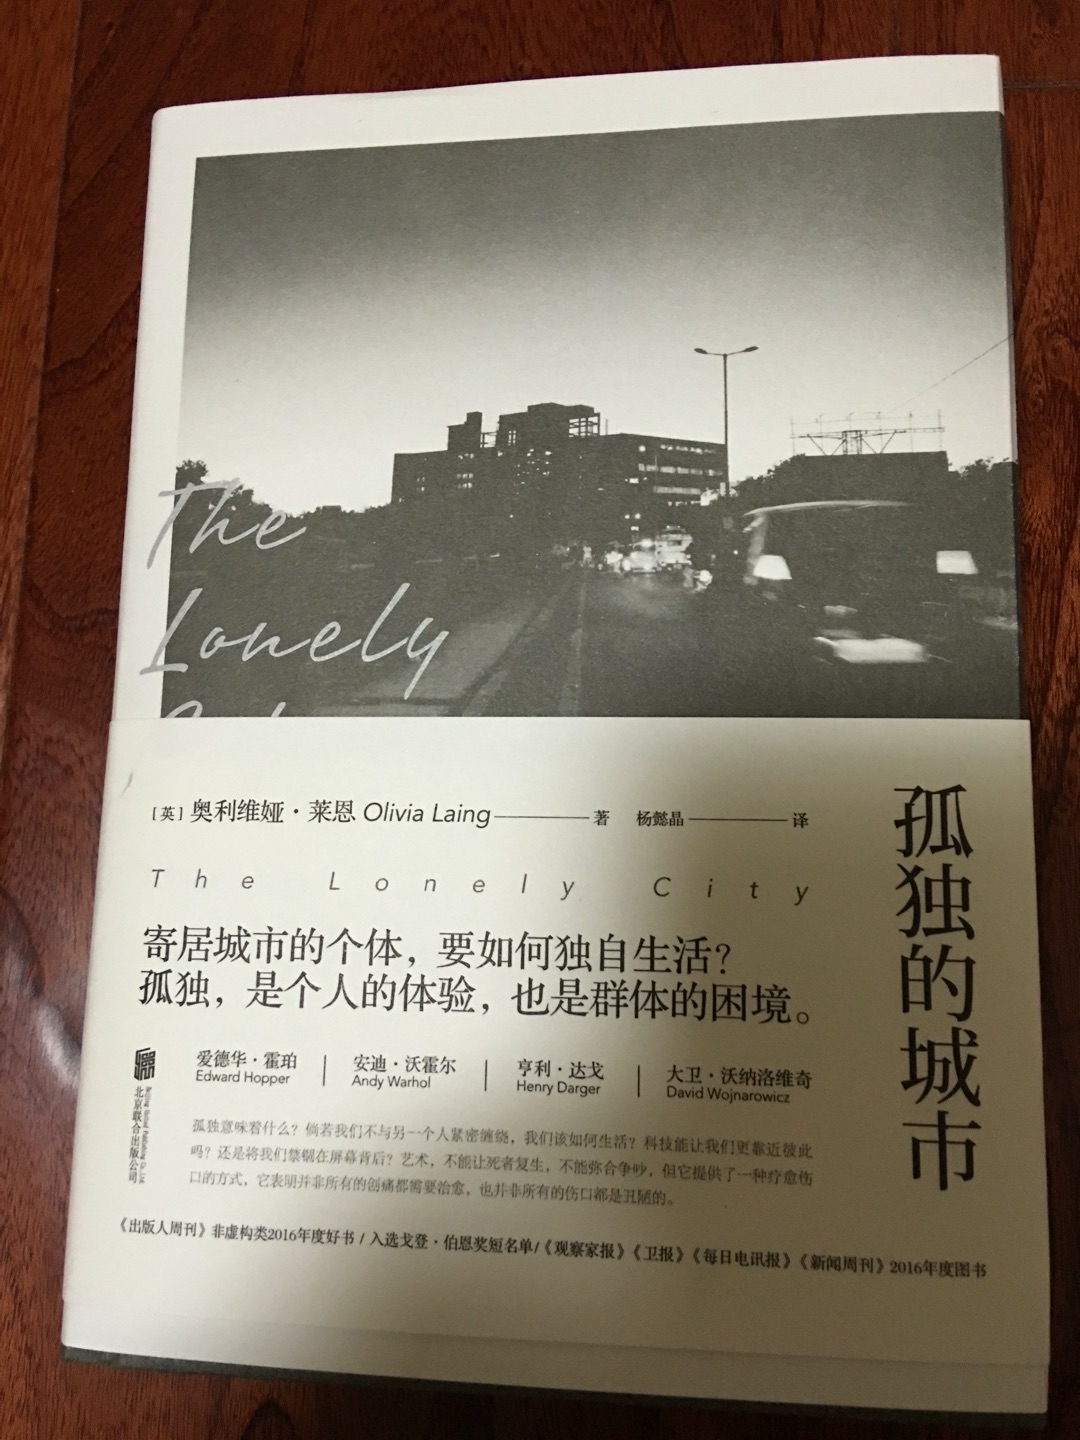 The
Lonely
[英] 奥利维娅·莱恩 Olivia Laing 著 杨懿晶 译
The Lonely City
孤独的城市
寄居城市的个体，要如何独自生活？
孤独，是个人的体验，也是群体的困境。
爱德华·霍珀
Edward Hopper
安迪·沃霍尔
Andy Warhol
亨利·达戈
Henry Darger
大卫·沃纳洛维奇
David Wojnarowicz
孤独意味着什么？倘若我们不与另一个人紧密缠绕，我们该如何生活？科技能让我们更靠近彼此
吗？还是将我们禁锢在屏幕背后？艺术，不能让死者复生，不能弥合争吵，但它提供了一种疗愈伤
口的方式，它表明并非所有的创痛都需要治愈，也并非所有的伤口都是丑陋的。
北京联合出版公司
《出版人周刊》非虚构类2016年度好书 / 入选戈登·伯恩奖短名单/《观察家报》《卫报》《每日电讯报》《新闻周刊》2016年度图书